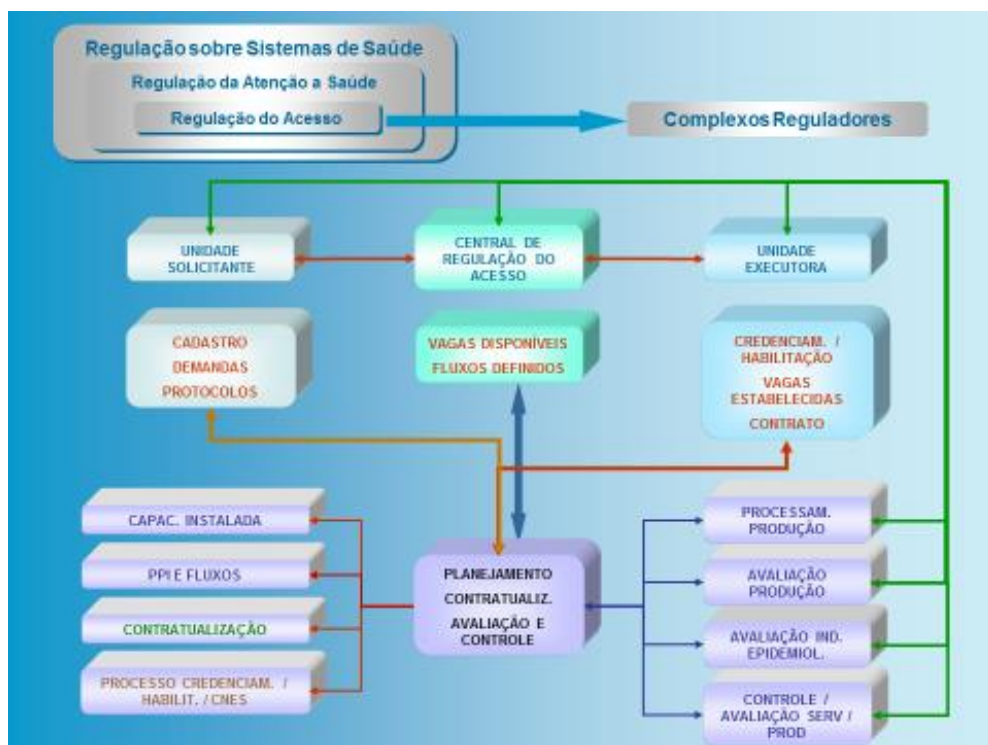 Regulação sobre Sistemas de Saúde
Regulação da Atenção a Saúde
Regulação do Acesso
Complexos Reguladores
UNIDADE
SOLICITANTE
CENTRAL DE
REGULAÇÃO DO
ACESSO
UNIDADE
EXECUTORA
CADASTRO
DEMANDAS
PROTOCOLOS
VAGAS DISPONÍVEIS
FLUXOS DEFINIDOS
CREDENCIAM. /
HABILITAÇÃO
VAGAS
ESTABELECIDAS
CONTRATO
CAPAC. INSTALADA
PPI E FLUXOS
CONTRATUALIZAÇÃO
PROCESSO CREDENCIAM. /
HABILIT. / CNES
PLANEJAMENTO
CONTRATUALIZ.
AVALIAÇÃO E
CONTROLE
PROCESSAM.
PRODUÇÃO
AVALIAÇÃO
PRODUÇÃO
AVALIAÇÃO IND.
EPIDEMIOL.
CONTROLE /
AVALIAÇÃO SERV /
PROD